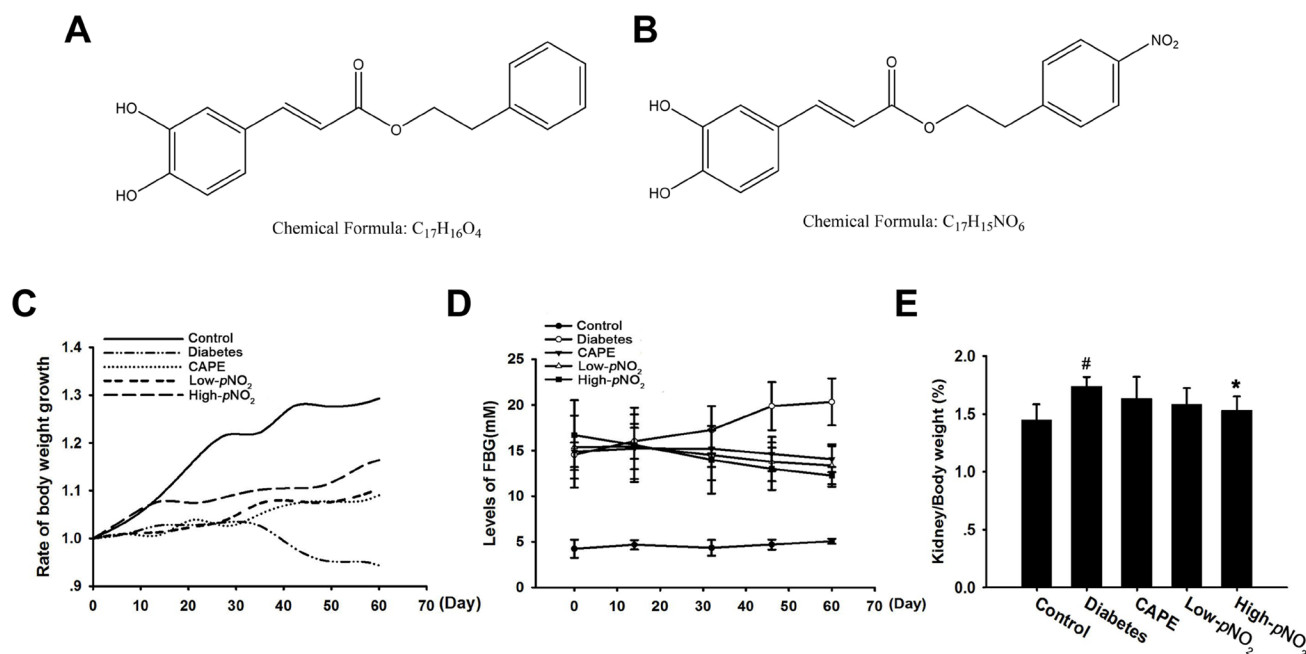 A
HO
HO
O
O
Chemical Formula: C₁₇H₁₆O₄
B
HO
HO
O
O
NO₂
Chemical Formula: C₁₇H₁₅NO₆
C
Control
Diabetes
CAPE
Low-pNO₂
High-pNO₂
Rate of body weight growth
1.4
1.3
1.2
1.1
1.0
.9
0 10 20 30 40 50 60 70 (Day)
D
Control
Diabetes
CAPE
Low-pNO₂
High-pNO₂
Levels of FBG(mM)
25
20
15
10
5
0
0 10 20 30 40 50 60 70 (Day)
E
Kidney/Body weight (%)
2.0
1.5
1.0
.5
0.0
#
*
Control
Diabetes
CAPE
Low-pNO₂
High-pNO₂